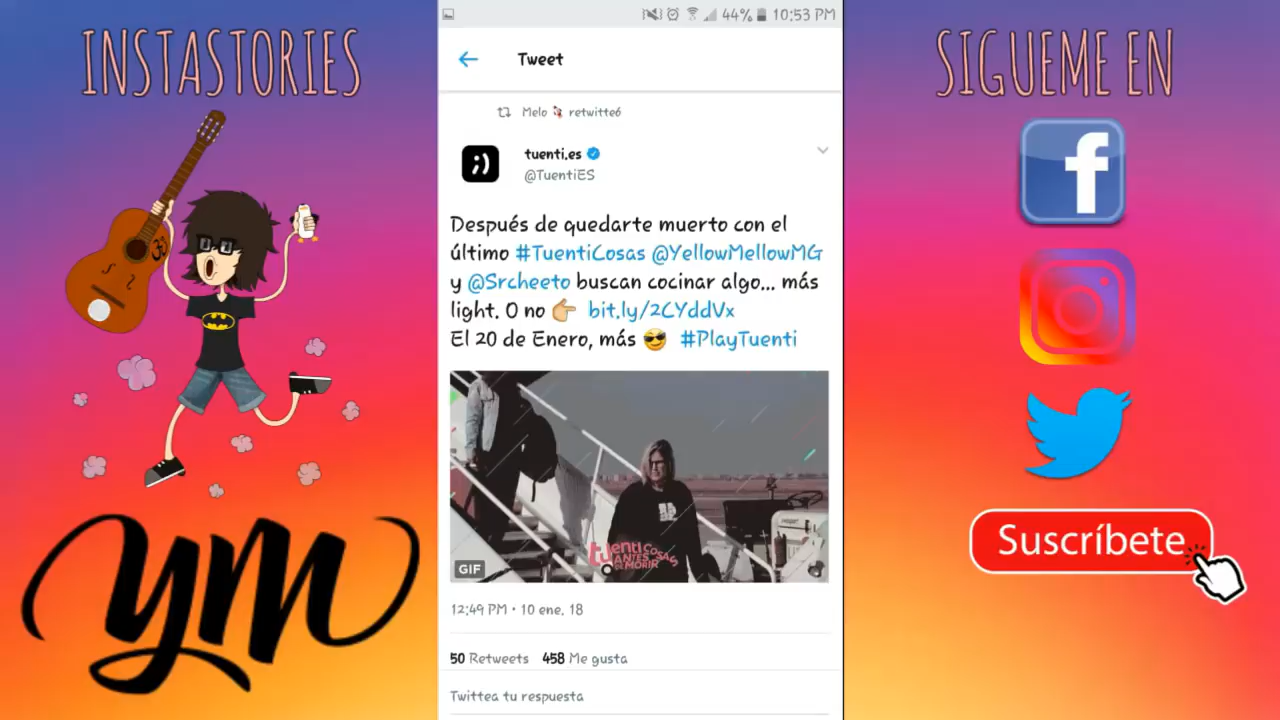 INSTASTORIES
ym
44% 10:53 PM
Tweet
Melo retwitteó
;)
tuenti.es
@TuentiES
Después de quedarte muerto con el
último #TuentiCosas @YellowMellowMG
y @Srcheeto buscan cocinar algo... más
light. O no 👉 bit.ly/2CYddVx
El 20 de Enero, más 😎 #PlayTuenti
tuenti COSAS
ANTES
DE MORIR
GIF
12:49 PM • 10 ene. 18
50 Retweets 458 Me gusta
Twittea tu respuesta
SIGUEME EN
f
Suscríbete